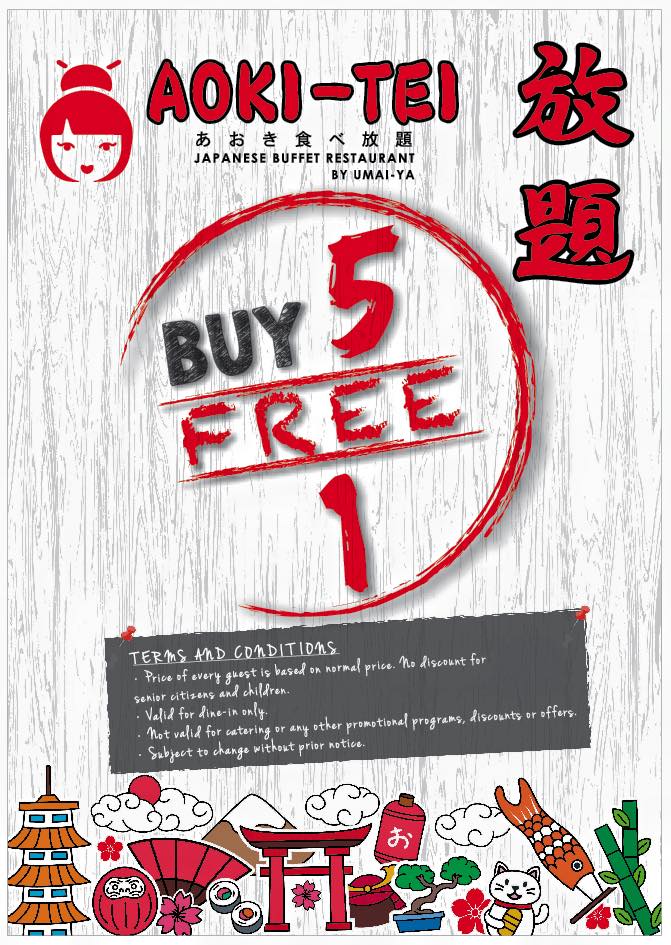 AOKI-TEI
あおき食べ放題
JAPANESE BUFFET RESTAURANT
BY UMAI-YA
放
題
BUY 5
FREE
1
TERMS AND CONDITIONS
· Price of every guest is based on normal price. No discount for
senior citizens and children.
· Valid for dine-in only.
· Not valid for catering or any other promotional programs, discounts or offers.
· Subject to change without prior notice.
お